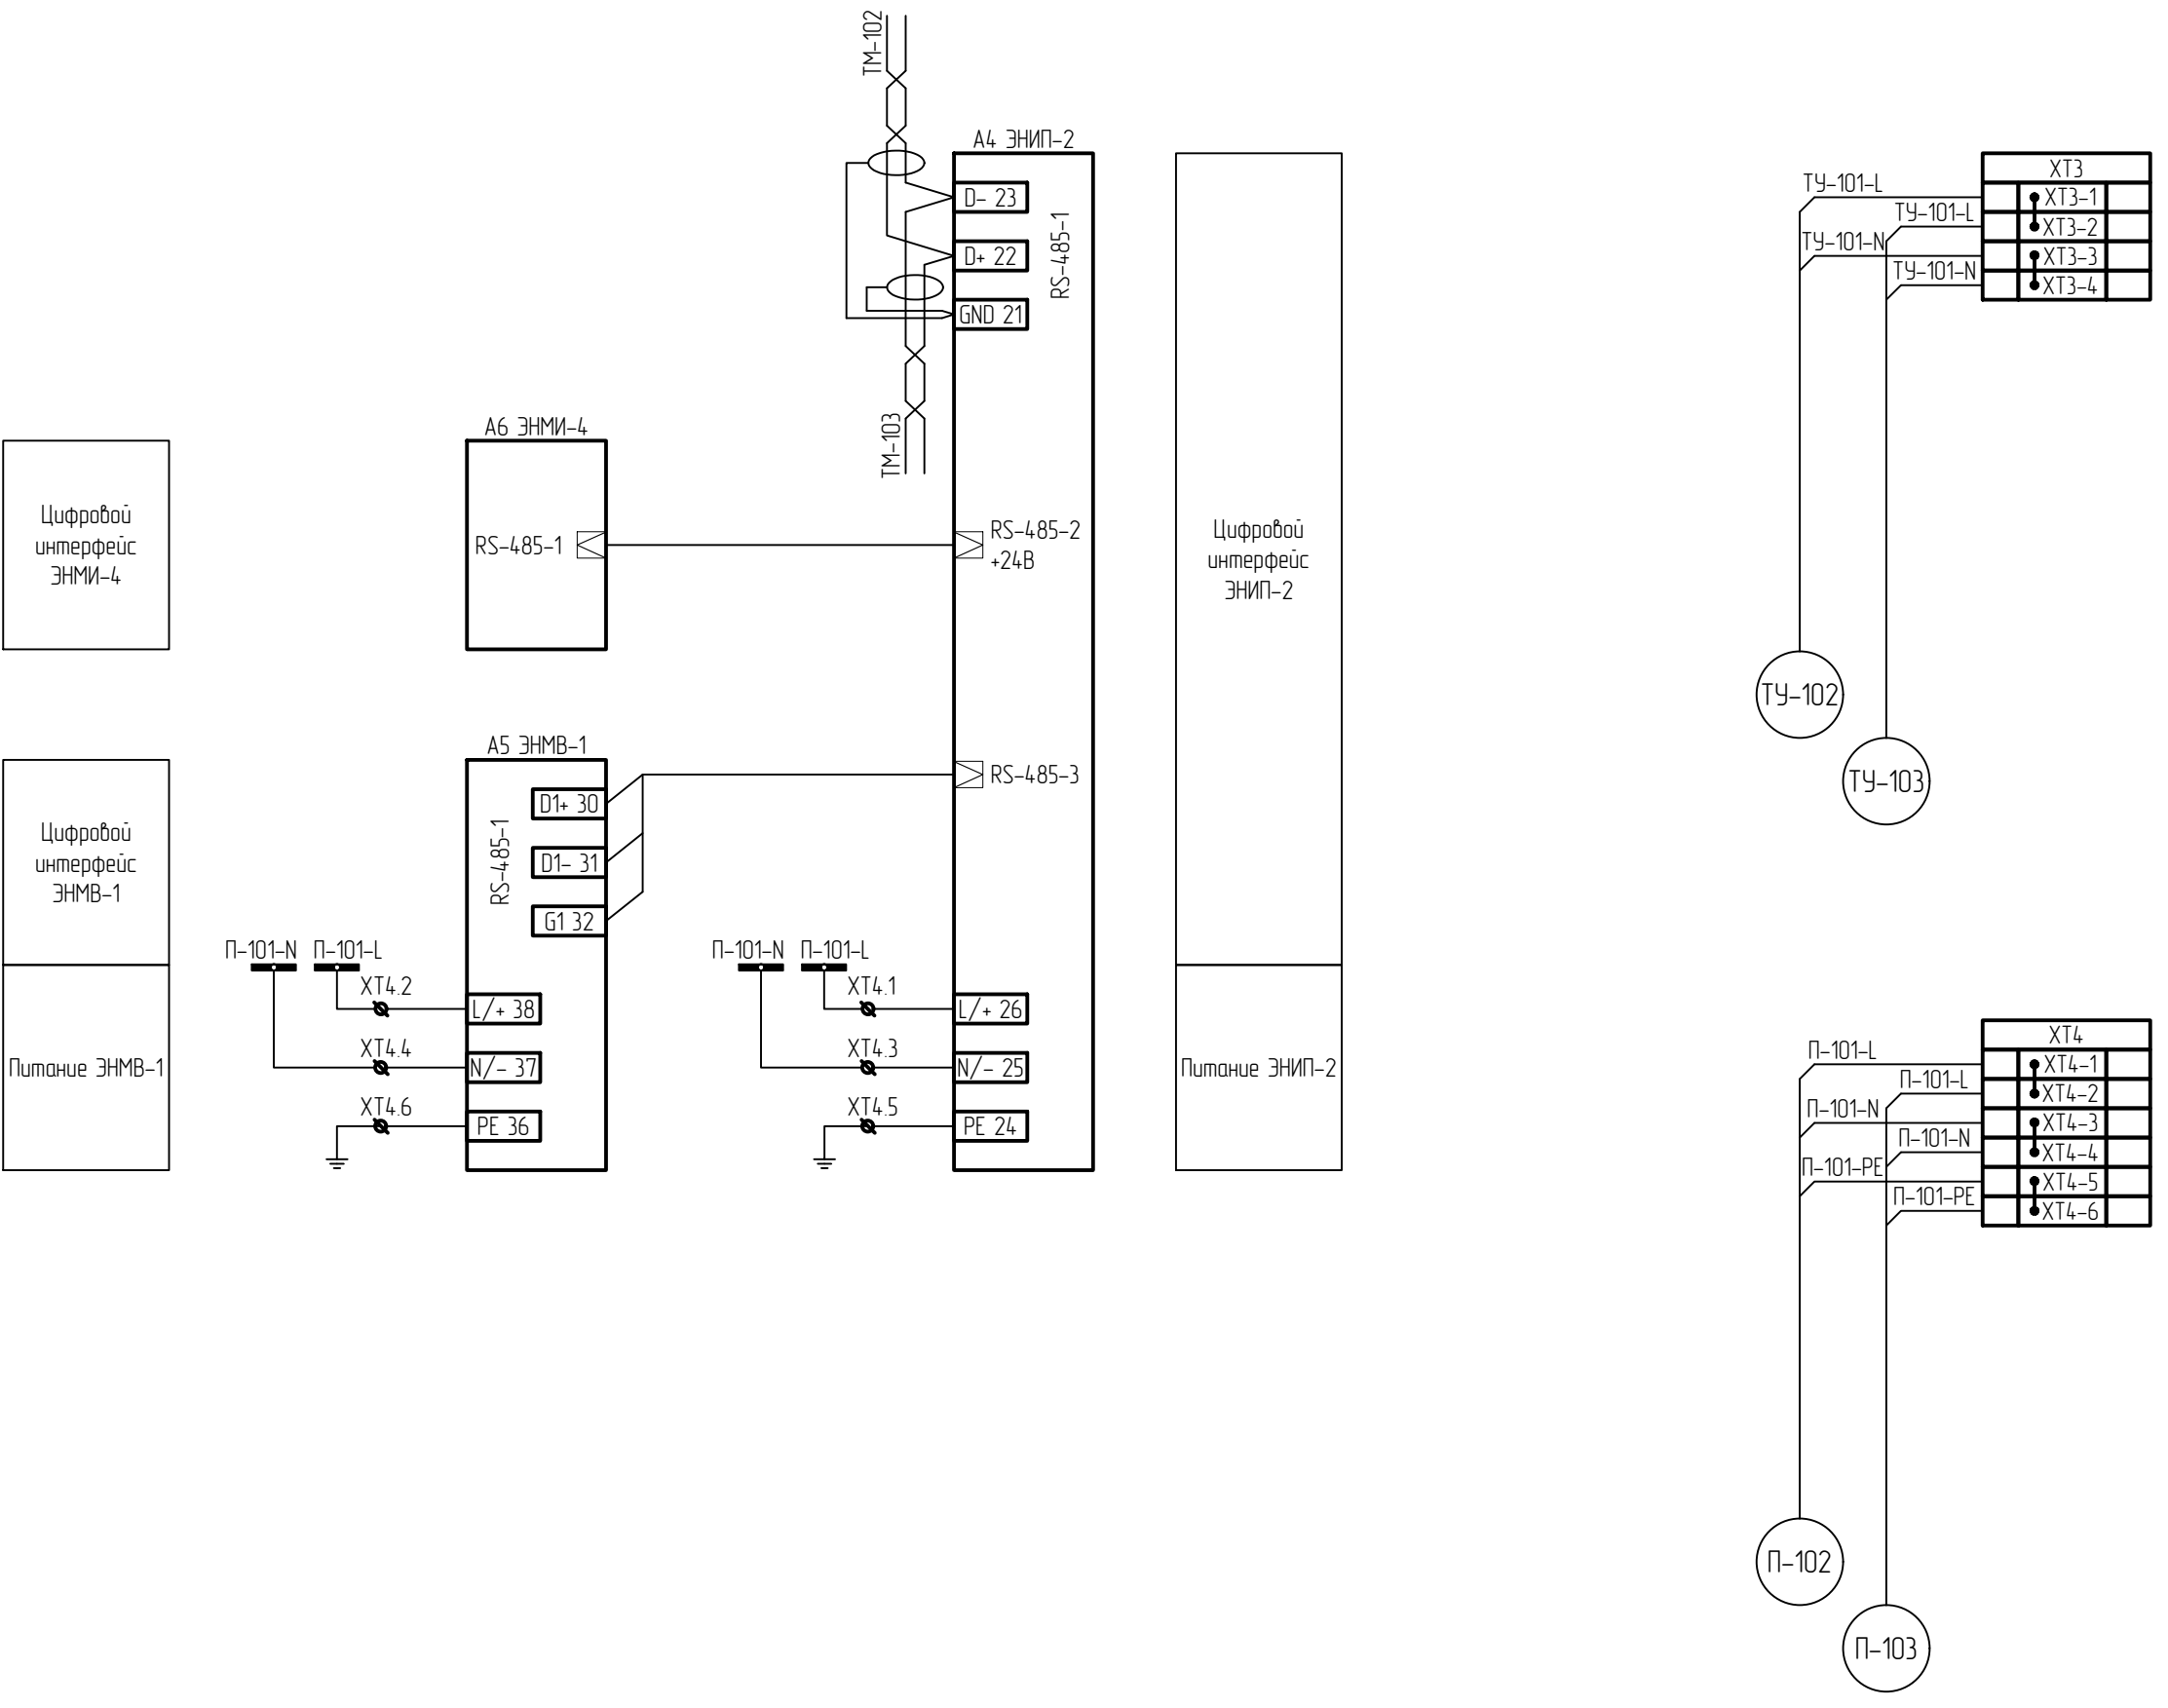 ТМ-102
А4 ЭНИП-2
D- 23
D+ 22
GND 21
RS-485-1
ТМ-103
Цифровой
интерфейс
ЭНМИ-4
А6 ЭНМИ-4
RS-485-1
RS-485-2
+24В
Цифровой
интерфейс
ЭНИП-2
Цифровой
интерфейс
ЭНМВ-1
А5 ЭНМВ-1
RS-485-1
D1+ 30
D1- 31
G1 32
RS-485-3
Питание ЭНМВ-1
П-101-N
П-101-L
ХТ4.2
L/+ 38
ХТ4.4
N/- 37
ХТ4.6
PE 36
П-101-N
П-101-L
ХТ4.1
L/+ 26
ХТ4.3
N/- 25
ХТ4.5
PE 24
Питание ЭНИП-2
ХТ3
ТУ-101-L
ХТ3-1
ТУ-101-L
ХТ3-2
ТУ-101-N
ХТ3-3
ТУ-101-N
ХТ3-4
ТУ-102
ТУ-103
ХТ4
П-101-L
ХТ4-1
П-101-L
ХТ4-2
П-101-N
ХТ4-3
П-101-N
ХТ4-4
П-101-PE
ХТ4-5
П-101-PE
ХТ4-6
П-102
П-103